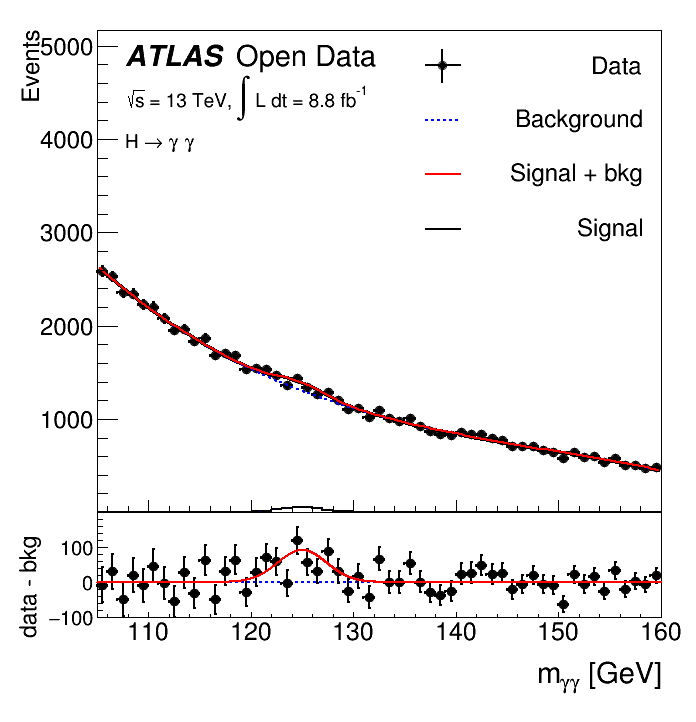 Events
5000
4000
3000
2000
1000
ATLAS Open Data
√s = 13 TeV, ∫ L dt = 8.8 fb⁻¹
H → γ γ
Data
Background
Signal + bkg
Signal
data - bkg
100
0
−100
110 120 130 140 150 160
mγγ [GeV]